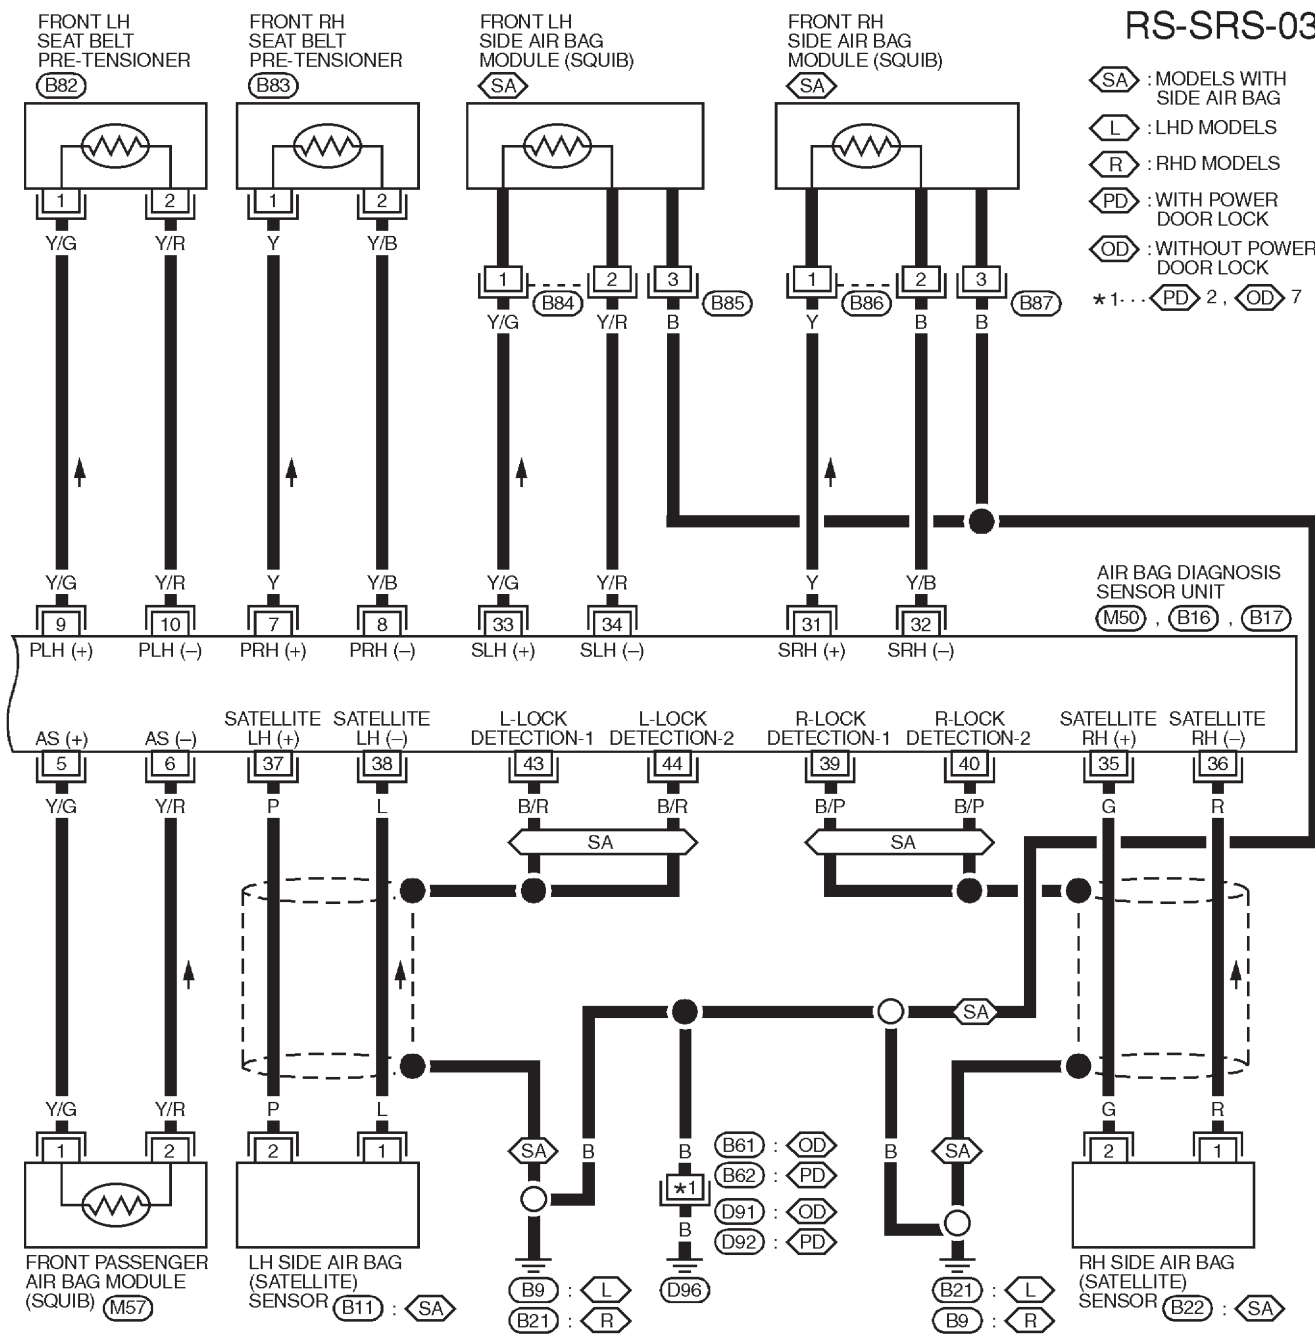 RS-SRS-03
FRONT LH
SEAT BELT
PRE-TENSIONER
B82
FRONT RH
SEAT BELT
PRE-TENSIONER
B83
FRONT LH
SIDE AIR BAG
MODULE (SQUIB)
SA
FRONT RH
SIDE AIR BAG
MODULE (SQUIB)
SA
SA : MODELS WITH
SIDE AIR BAG
L : LHD MODELS
R : RHD MODELS
PD : WITH POWER
DOOR LOCK
OD : WITHOUT POWER
DOOR LOCK
*1··· PD 2 , OD 7
1 2 1 2
Y/G Y/R Y Y/B
1 B84 2 3 B85 1 B86 2 3 B87
Y/G Y/R B Y B B
Y/G Y/R Y Y/B Y/G Y/R Y Y/B
AIR BAG DIAGNOSIS
SENSOR UNIT
M50 , B16 , B17
9 10 7 8 33 34 31 32
PLH (+) PLH (–) PRH (+) PRH (–) SLH (+) SLH (–) SRH (+) SRH (–)
AS (+) AS (–)
SATELLITE
LH (+)
SATELLITE
LH (–)
L-LOCK
DETECTION-1
L-LOCK
DETECTION-2
R-LOCK
DETECTION-1
R-LOCK
DETECTION-2
SATELLITE
RH (+)
SATELLITE
RH (–)
5 6 37 38 43 44 39 40 35 36
Y/G Y/R P L B/R B/R B/P B/P G R
SA SA
SA
Y/G Y/R P L G R
1 2 2 1 SA B B B SA 2 1
B61 : OD
B62 : PD
*1
D91 : OD
B
D92 : PD
FRONT PASSENGER
AIR BAG MODULE
(SQUIB) M57
LH SIDE AIR BAG
(SATELLITE)
SENSOR B11 : SA
B9 : L
B21 : R
D96
B21 : L
B9 : R
RH SIDE AIR BAG
(SATELLITE)
SENSOR B22 : SA